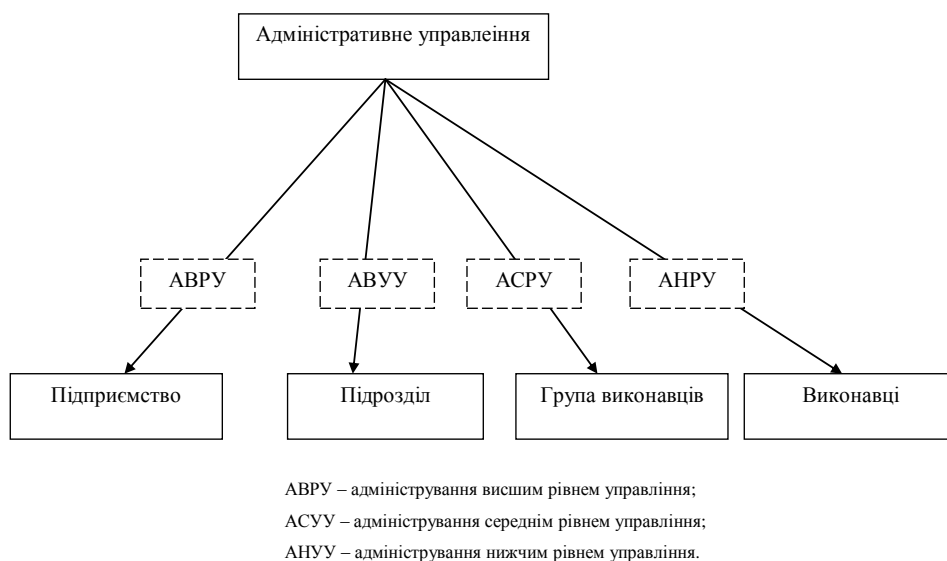 Адміністративне управлеіння
АВРУ
АВУУ
АСРУ
АНРУ
Підприємство
Підрозділ
Група виконавців
Виконавці
АВРУ – адміністрування висшим рівнем управління;
АСУУ – адміністрування середнім рівнем управління;
АНУУ – адміністрування нижчим рівнем управління.